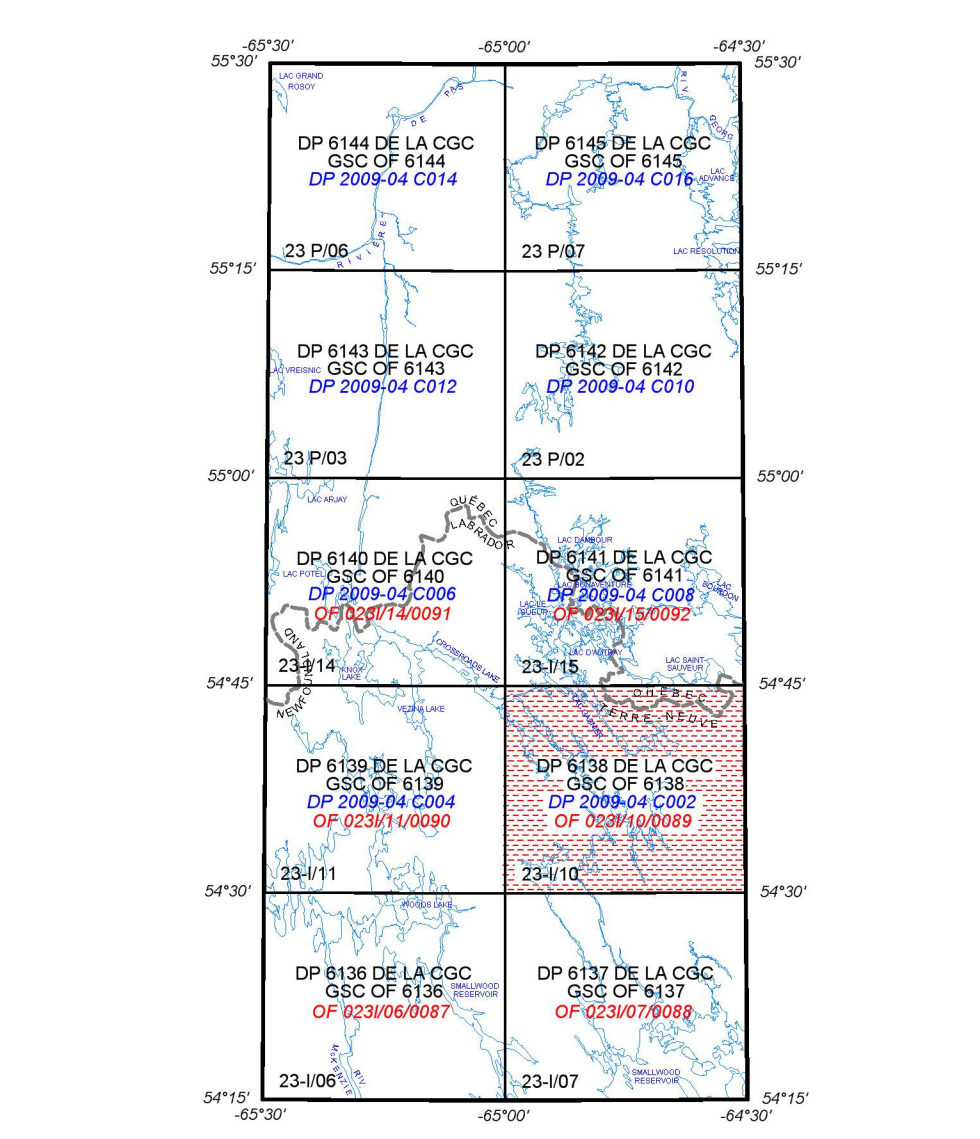 -65°30' -65°00' -64°30'
55°30' 55°30'
LAC GRAND
ROSOY
RIV
GEORG
DE PAS
DP 6144 DE LA CGC
GSC OF 6144
DP 2009-04 C014
23 P/06
RIVIÈRE
DP 6145 DE LA CGC
GSC OF 6145
DP 2009-04 C016
LAC
ADVANCE
23 P/07
LAC RESOLUTION
55°15' 55°15'
DP 6143 DE LA CGC
GSC OF 6143
LAC VREISNIC
DP 2009-04 C012
23 P/03
DP 6142 DE LA CGC
GSC OF 6142
DP 2009-04 C010
23 P/02
55°00' 55°00'
LAC ARJAY
QUÉBEC
LABRADOR
DP 6140 DE LA CGC
LAC POTEL
GSC OF 6140
DP 2009-04 C006
OF 023I/14/0091
CROSSROADS LAKE
23-I/14
KNOX
LAKE
NEWFOUNDLAND
LAC DAMBOUR
DP 6141 DE LA CGC
GSC OF 6141
LAC BONAVENTURE
DP 2009-04 C008
LAC
BOURDON
LAC LE
SUEUR
OF 023I/15/0092
LAC D'AUTRAY
23-I/15
LAC SAINT-
SAUVEUR
54°45' 54°45'
VEZINA LAKE
DP 6139 DE LA CGC
GSC OF 6139
DP 2009-04 C004
OF 023I/11/0090
23-I/11
QUÉBEC
TERRE-NEUVE
DP 6138 DE LA CGC
GSC OF 6138
DP 2009-04 C002
OF 023I/10/0089
23-I/10
54°30' 54°30'
WOODS LAKE
DP 6136 DE LA CGC
GSC OF 6136
SMALLWOOD
RESERVOIR
OF 023I/06/0087
McKENZIE
RIV
23-I/06
DP 6137 DE LA CGC
GSC OF 6137
OF 023I/07/0088
SMALLWOOD
RESERVOIR
23-I/07
54°15' 54°15'
-65°30' -65°00' -64°30'